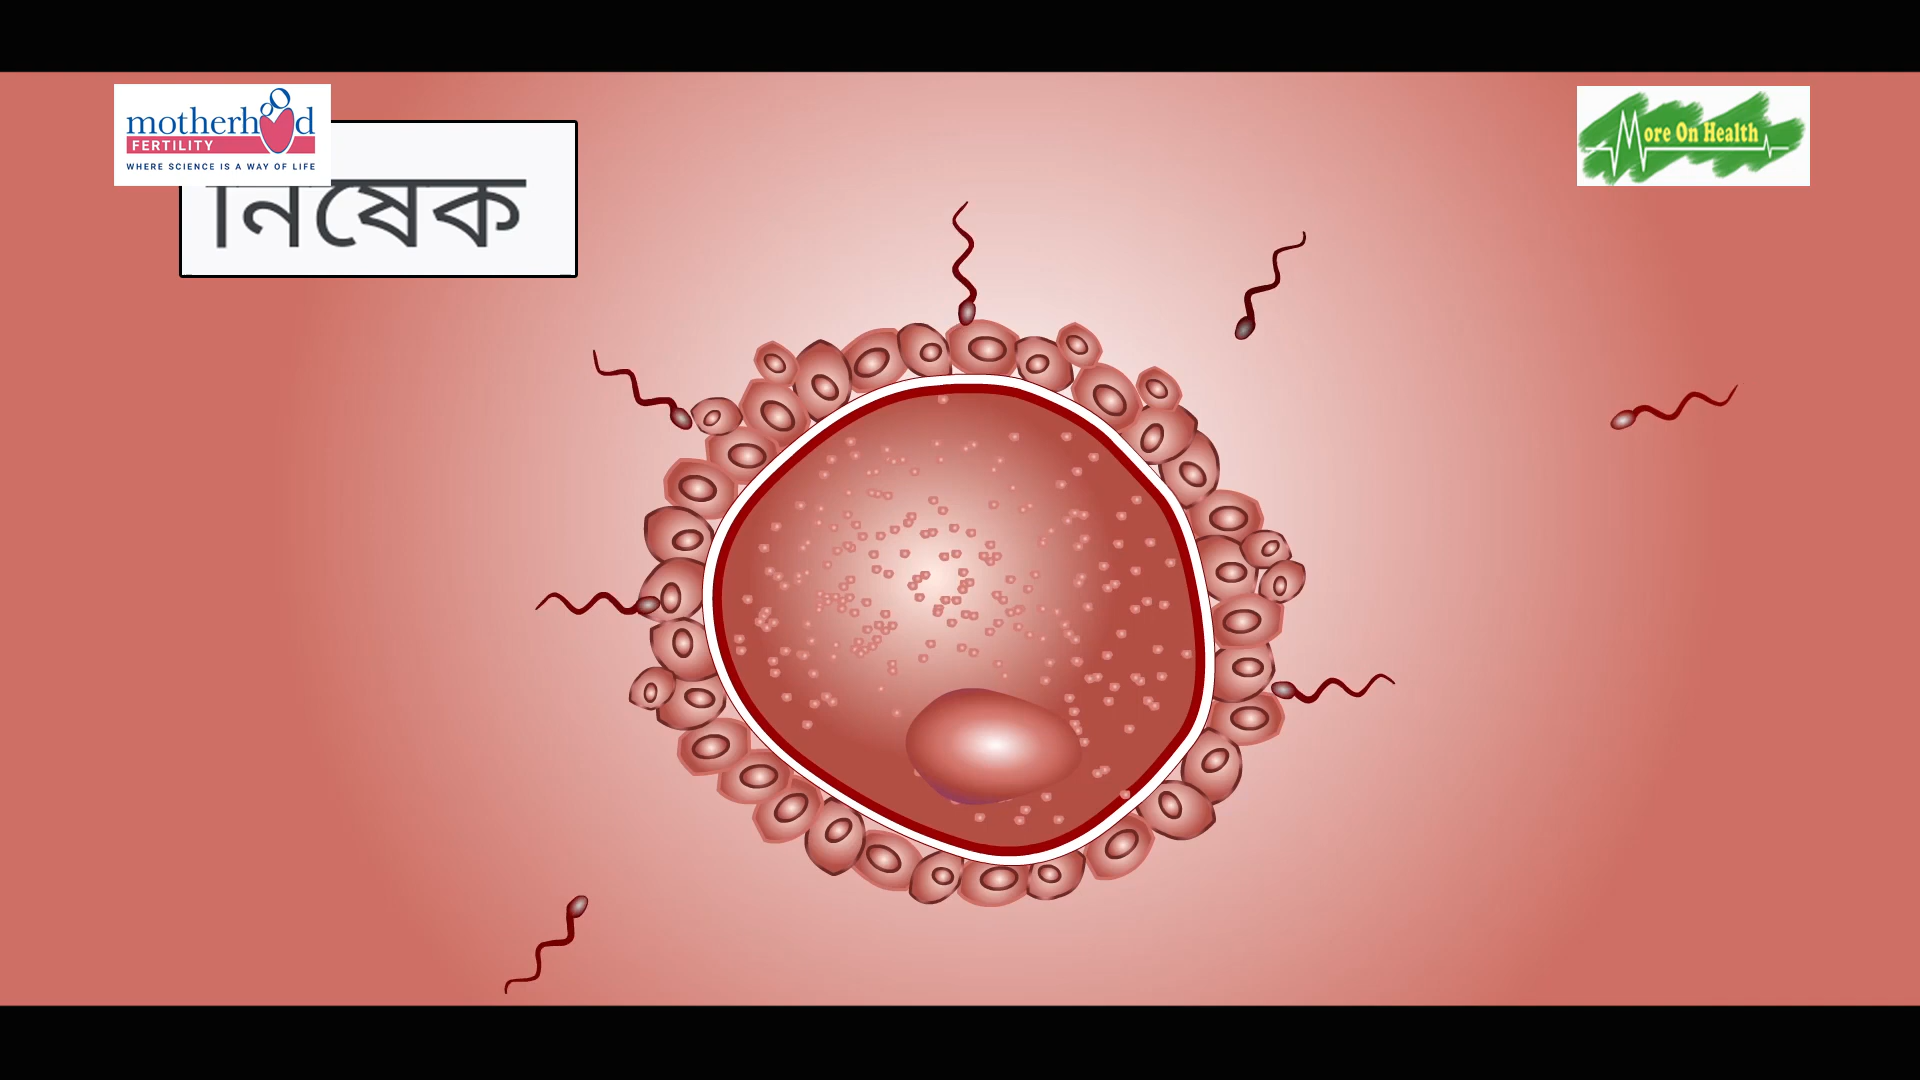 motherhood
FERTILITY
WHERE SCIENCE IS A WAY OF LIFE
নিষেক
More On Health